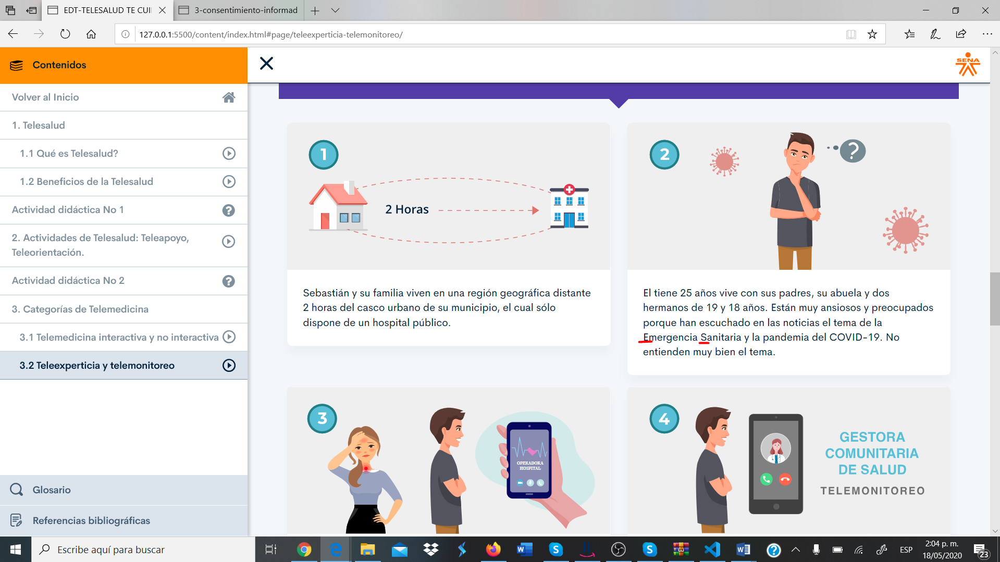 EDT-TELESALUD TE CUI
3-consentimiento-informad
127.0.0.1:5500/content/index.html#page/teleexperticia-telemonitoreo/
Contenidos
SENA
Volver al Inicio
1. Telesalud
1.1 Qué es Telesalud?
1.2 Beneficios de la Telesalud
Actividad didáctica No 1
?
2. Actividades de Telesalud: Teleapoyo,
Teleorientación.
Actividad didáctica No 2
?
3. Categorías de Telemedicina
3.1 Telemedicina interactiva y no interactiva
3.2 Teleexperticia y telemonitoreo
Glosario
Referencias bibliográficas
1
2 Horas
Sebastián y su familia viven en una región geográfica distante
2 horas del casco urbano de su municipio, el cual sólo
dispone de un hospital público.
2
?
El tiene 25 años vive con sus padres, su abuela y dos
hermanos de 19 y 18 años. Están muy ansiosos y preocupados
porque han escuchado en las noticias el tema de la
Emergencia Sanitaria y la pandemia del COVID-19. No
entienden muy bien el tema.
3
OPERADORA
HOSPITAL
4
GESTORA
COMUNITARIA
DE SALUD
TELEMONITOREO
Escribe aquí para buscar
ESP
2:04 p. m.
18/05/2020
23